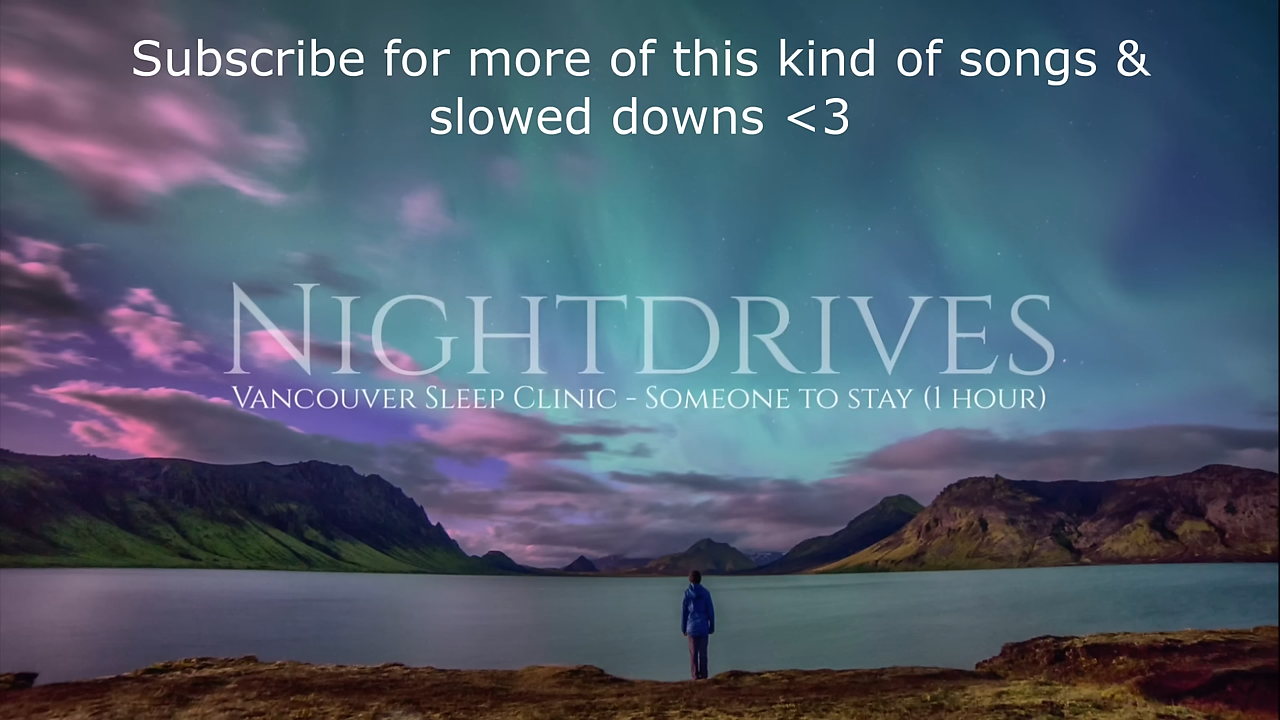 Subscribe for more of this kind of songs &
slowed downs <3
NIGHTDRIVES
VANCOUVER SLEEP CLINIC - SOMEONE TO STAY (1 HOUR)